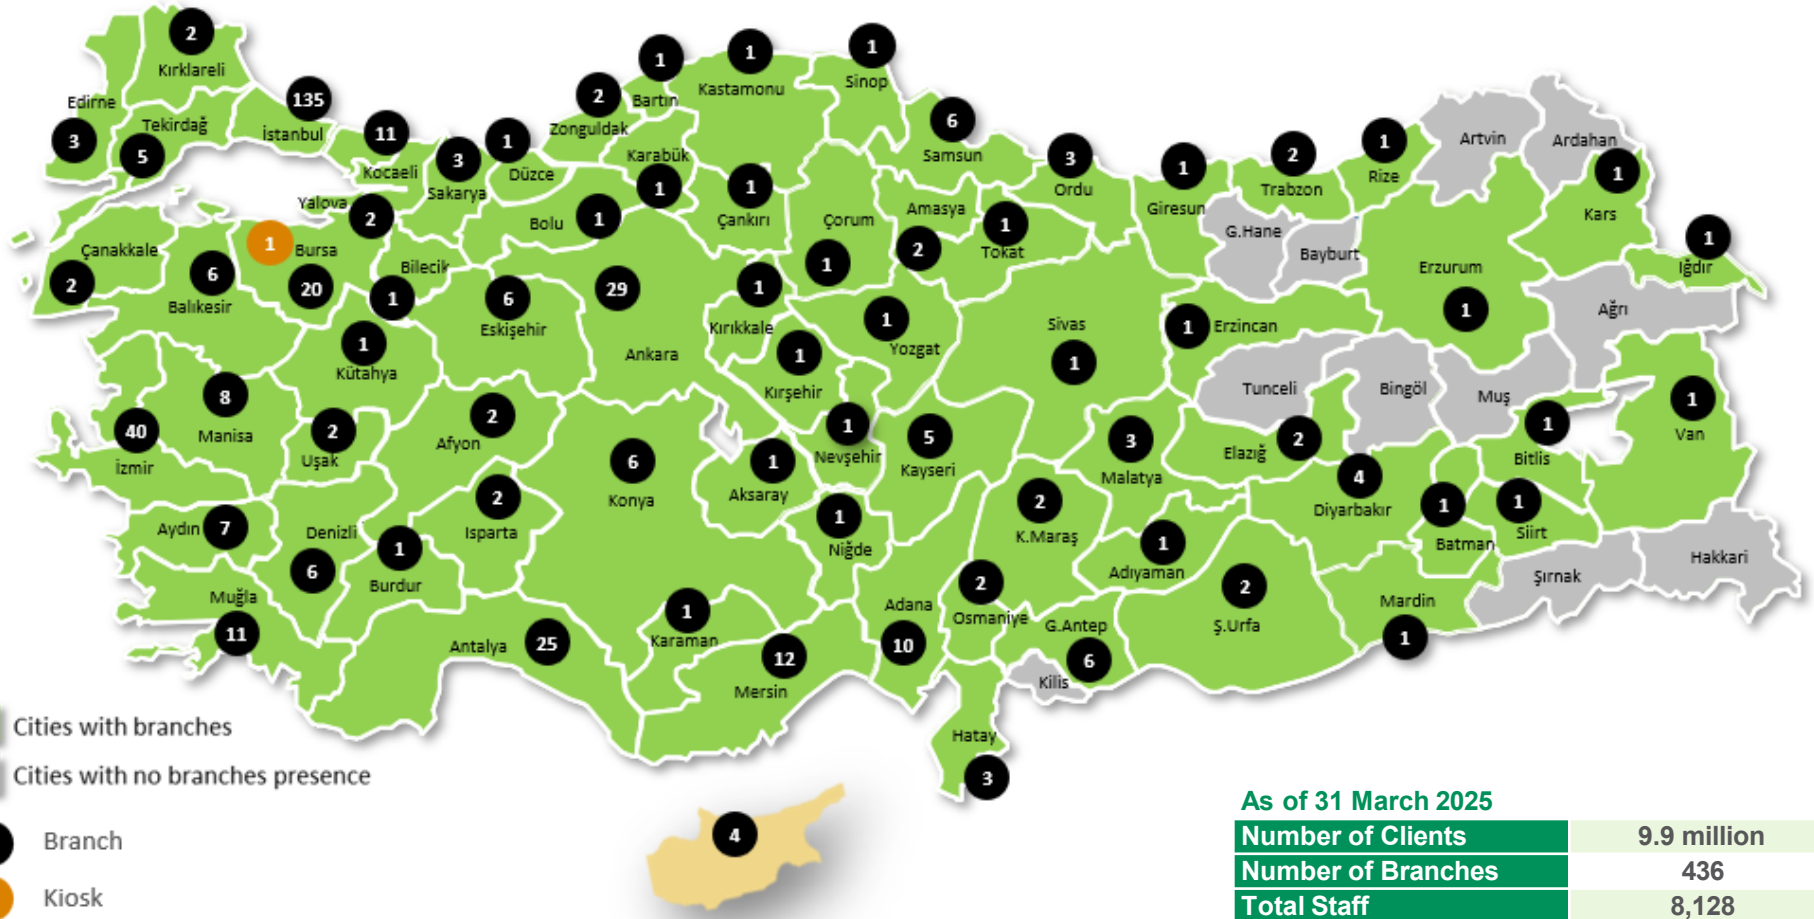 2
Kırklareli
Edirne
3
Tekirdağ
5
135
İstanbul
11
Kocaeli
3
Sakarya
1
Düzce
2
Zonguldak
1
Bartın
1
Kastamonu
1
Sinop
6
Samsun
3
Ordu
1
Giresun
2
Trabzon
1
Rize
Artvin
Ardahan
1
Kars
1
Iğdır
Karabük
1
1
Çankırı
Yalova
2
Bolu
1
Çorum
1
Amasya
2
1
Tokat
G.Hane
Bayburt
Erzurum
1
Ağrı
Çanakkale
2
6
Balıkesir
1
Bursa
20
Bilecik
1
6
Eskişehir
29
Ankara
1
Kırıkkale
1
Yozgat
Sivas
1
1
Erzincan
1
Kütahya
1
Kırşehir
Tunceli
Bingöl
Muş
1
Van
8
Manisa
40
İzmir
2
Uşak
2
Afyon
6
Konya
1
Aksaray
1
Nevşehir
5
Kayseri
3
Malatya
Elazığ
2
1
Bitlis
4
Diyarbakır
1
Batman
1
Siirt
Aydın
7
Denizli
6
1
Burdur
2
Isparta
1
Niğde
2
K.Maraş
1
Adıyaman
Şırnak
Hakkari
Muğla
11
Antalya
25
1
Karaman
12
Mersin
Adana
10
2
Osmaniye
G.Antep
6
2
Ş.Urfa
Mardin
1
Kilis
Hatay
3
4
Cities with branches
Cities with no branches presence
Branch
Kiosk
As of 31 March 2025
Number of Clients 9.9 million
Number of Branches 436
Total Staff 8,128